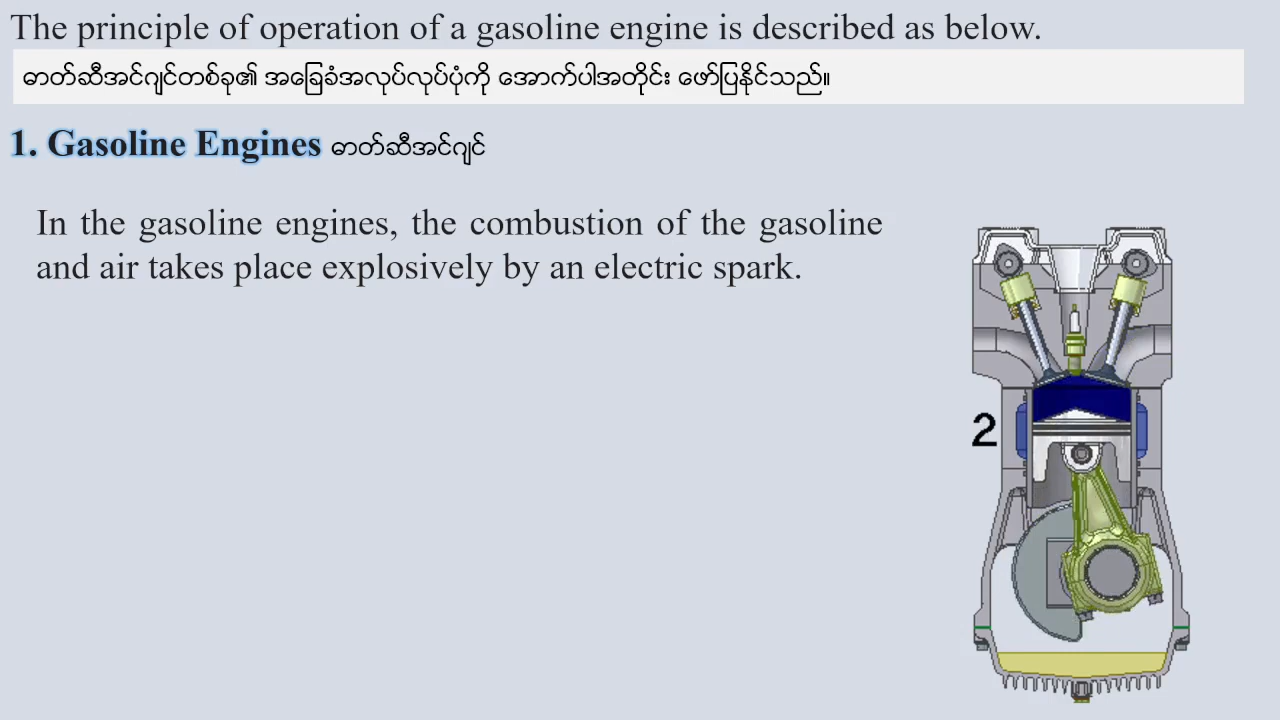 The principle of operation of a gasoline engine is described as below.
ဓာတ်ဆီအင်ဂျင်တစ်ခု၏ အခြေခံအလုပ်လုပ်ပုံကို အောက်ပါအတိုင်း ဖော်ပြနိုင်သည်။
1. Gasoline Engines ဓာတ်ဆီအင်ဂျင်
In the gasoline engines, the combustion of the gasoline
and air takes place explosively by an electric spark.
2